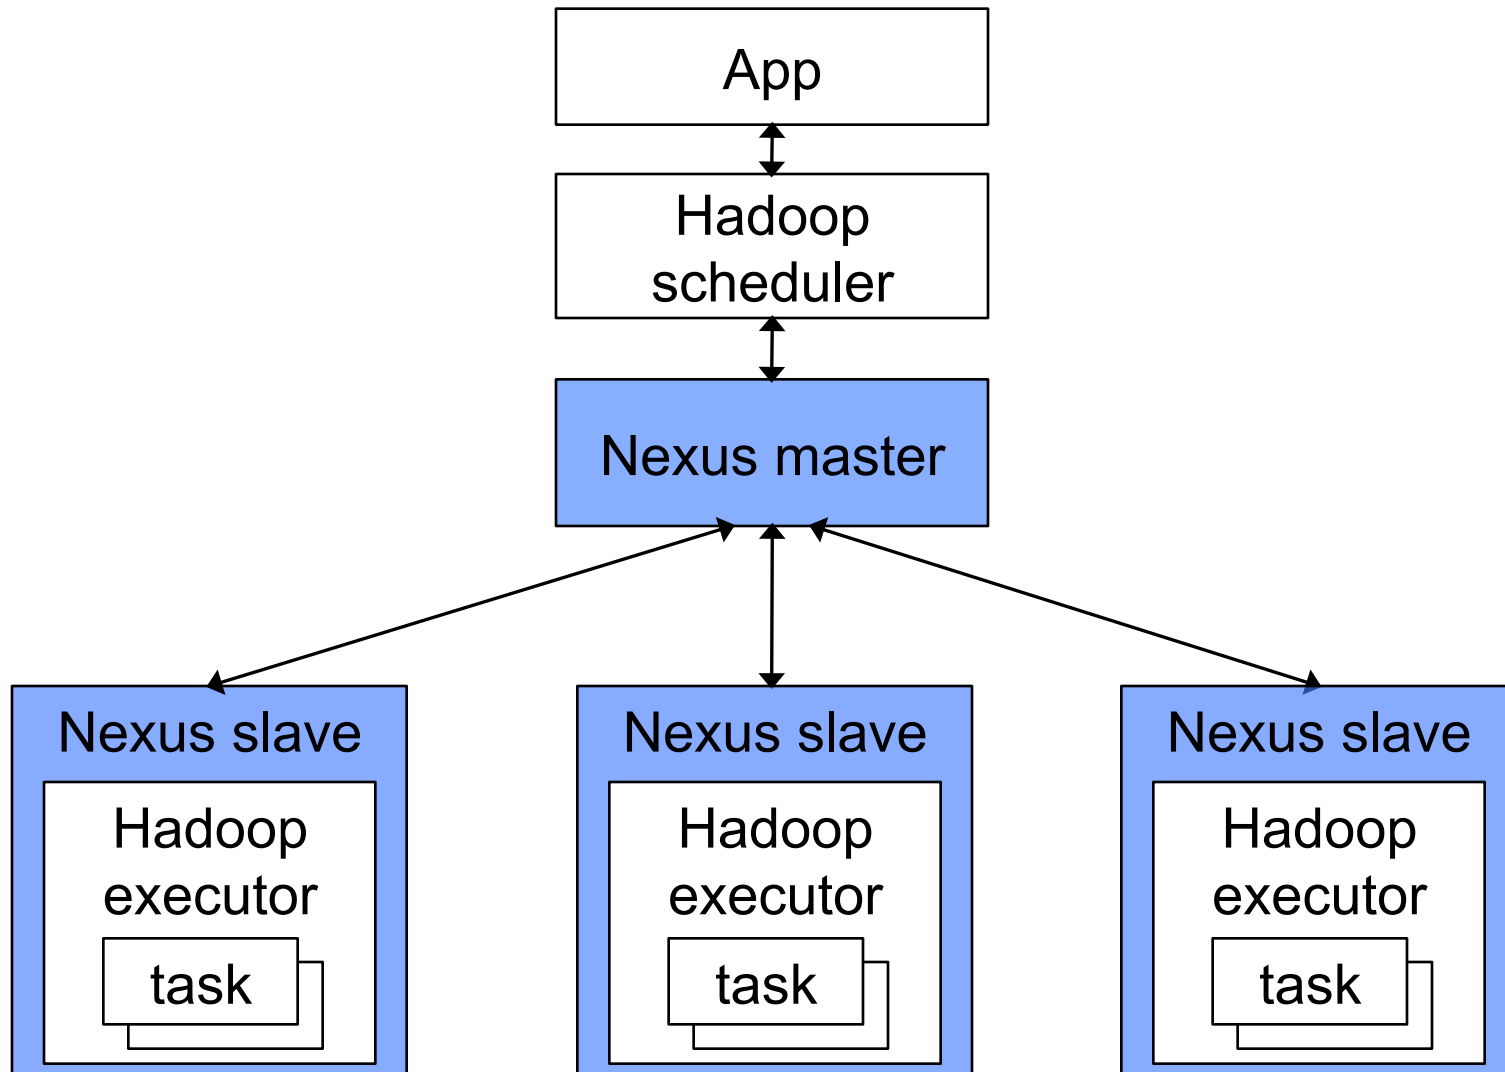 App
Hadoop
scheduler
Nexus master
Nexus slave
Hadoop
executor
task
Nexus slave
Hadoop
executor
task
Nexus slave
Hadoop
executor
task